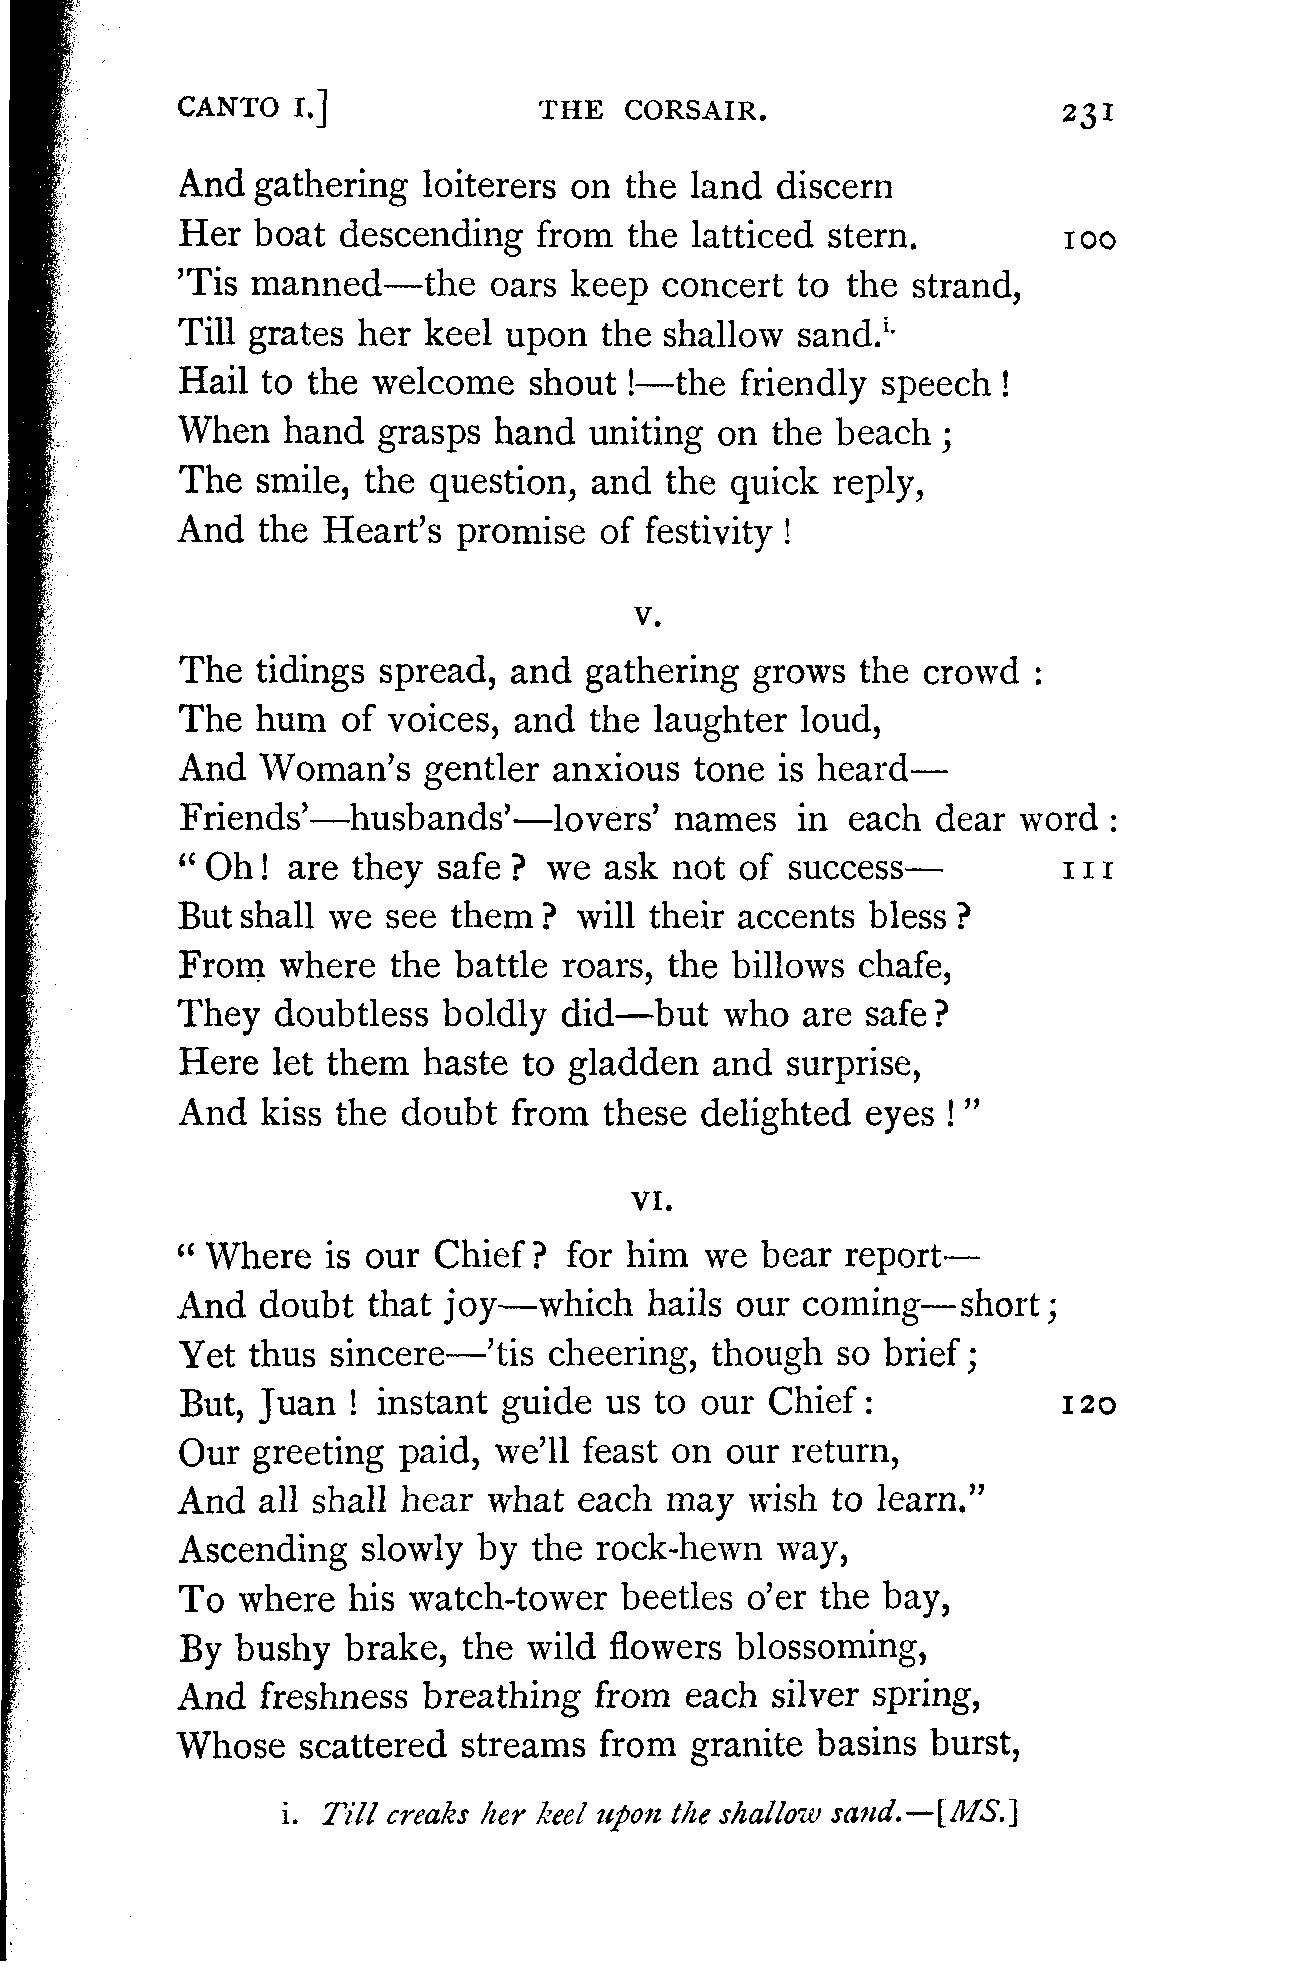 CANTO I.] THE CORSAIR. 231
And gathering loiterers on the land discern
Her boat descending from the latticed stern. 100
'Tis manned—the oars keep concert to the strand,
Till grates her keel upon the shallow sand.i.
Hail to the welcome shout!—the friendly speech!
When hand grasps hand uniting on the beach;
The smile, the question, and the quick reply,
And the Heart's promise of festivity!
V.
The tidings spread, and gathering grows the crowd:
The hum of voices, and the laughter loud,
And Woman's gentler anxious tone is heard—
Friends'—husbands'—lovers' names in each dear word:
"Oh! are they safe? we ask not of success— 111
But shall we see them? will their accents bless?
From where the battle roars, the billows chafe,
They doubtless boldly did—but who are safe?
Here let them haste to gladden and surprise,
And kiss the doubt from these delighted eyes!"
VI.
"Where is our Chief? for him we bear report—
And doubt that joy—which hails our coming—short;
Yet thus sincere—'tis cheering, though so brief;
But, Juan! instant guide us to our Chief: 120
Our greeting paid, we'll feast on our return,
And all shall hear what each may wish to learn."
Ascending slowly by the rock-hewn way,
To where his watch-tower beetles o'er the bay,
By bushy brake, the wild flowers blossoming,
And freshness breathing from each silver spring,
Whose scattered streams from granite basins burst,
i. Till creaks her keel upon the shallow sand.—[MS.]